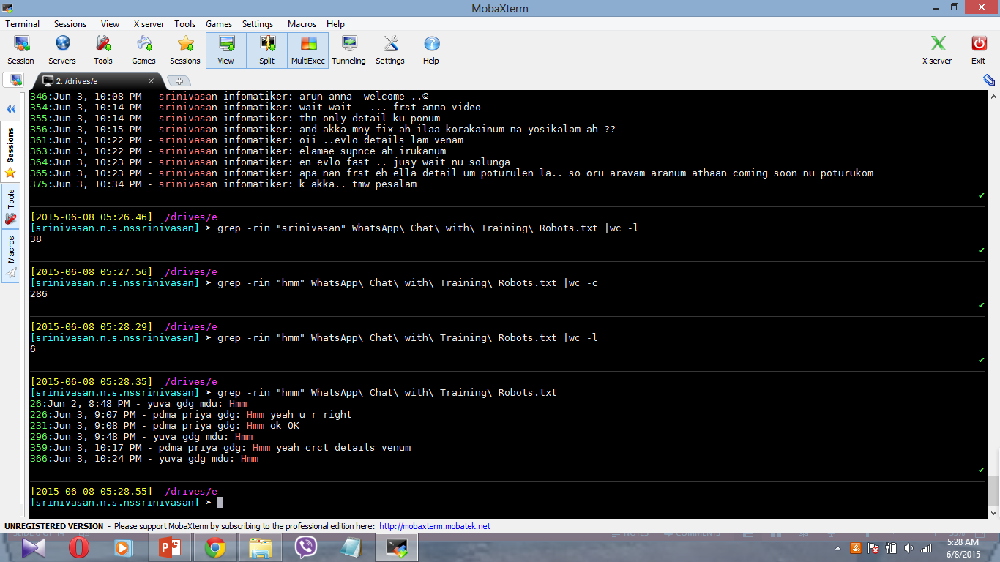 MobaXterm
Terminal Sessions View X server Tools Games Settings Macros Help
Session Servers Tools Games Sessions View Split MultiExec Tunneling Settings Help X server Exit
2. /drives/e
Sessions
Tools
Macros
346:Jun 3, 10:08 PM - srinivasan infomatiker: arun anna  welcome ..☺
354:Jun 3, 10:14 PM - srinivasan infomatiker: wait wait   ... frst anna video
355:Jun 3, 10:14 PM - srinivasan infomatiker: thn only detail ku ponum
356:Jun 3, 10:15 PM - srinivasan infomatiker: and akka mny fix ah ilaa korakainum na yosikalam ah ??
361:Jun 3, 10:22 PM - srinivasan infomatiker: oii ..evlo details lam venam
363:Jun 3, 10:22 PM - srinivasan infomatiker: elamae supnce ah irukanum
364:Jun 3, 10:23 PM - srinivasan infomatiker: en evlo fast .. jusy wait nu solunga
365:Jun 3, 10:23 PM - srinivasan infomatiker: apa nan frst eh ella detail um poturulen la.. so oru aravam aranum athaan coming soon nu poturukom
375:Jun 3, 10:34 PM - srinivasan infomatiker: k akka.. tmw pesalam
[2015-06-08 05:26.46]  /drives/e
[srinivasan.n.s.nssrinivasan] ➤ grep -rin "srinivasan" WhatsApp\ Chat\ with\ Training\ Robots.txt |wc -l
38
[2015-06-08 05:27.56]  /drives/e
[srinivasan.n.s.nssrinivasan] ➤ grep -rin "hmm" WhatsApp\ Chat\ with\ Training\ Robots.txt |wc -c
286
[2015-06-08 05:28.29]  /drives/e
[srinivasan.n.s.nssrinivasan] ➤ grep -rin "hmm" WhatsApp\ Chat\ with\ Training\ Robots.txt |wc -l
6
[2015-06-08 05:28.35]  /drives/e
[srinivasan.n.s.nssrinivasan] ➤ grep -rin "hmm" WhatsApp\ Chat\ with\ Training\ Robots.txt
26:Jun 2, 8:48 PM - yuva gdg mdu: Hmm
226:Jun 3, 9:07 PM - pdma priya gdg: Hmm yeah u r right
231:Jun 3, 9:08 PM - pdma priya gdg: Hmm ok OK
296:Jun 3, 9:48 PM - yuva gdg mdu: Hmm
359:Jun 3, 10:17 PM - pdma priya gdg: Hmm yeah crct details venum
366:Jun 3, 10:24 PM - yuva gdg mdu: Hmm
[2015-06-08 05:28.55]  /drives/e
[srinivasan.n.s.nssrinivasan] ➤
UNREGISTERED VERSION - Please support MobaXterm by subscribing to the professional edition here: http://mobaxterm.mobatek.net
NOTES COMMENTS
5:28 AM
6/8/2015